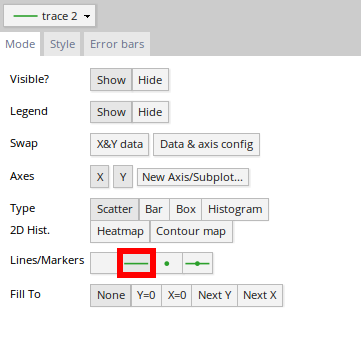 trace 2
Mode Style Error bars
Visible? Show Hide
Legend Show Hide
Swap X&Y data Data & axis config
Axes X Y New Axis/Subplot...
Type Scatter Bar Box Histogram
2D Hist. Heatmap Contour map
Lines/Markers
Fill To None Y=0 X=0 Next Y Next X